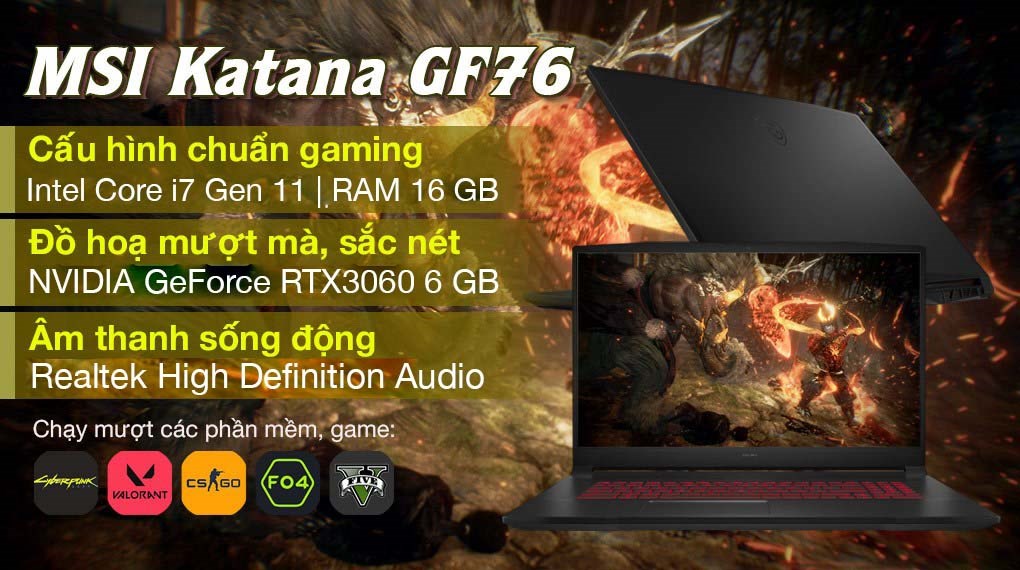 MSI Katana GF76
Cấu hình chuẩn gaming
Intel Core i7 Gen 11 | RAM 16 GB
Đồ hoạ mượt mà, sắc nét
NVIDIA GeForce RTX3060 6 GB
Âm thanh sống động
Realtek High Definition Audio
Chạy mượt các phần mềm, game:
Cyberpunk
VALORANT
CS GO
FO4
V
FIVE